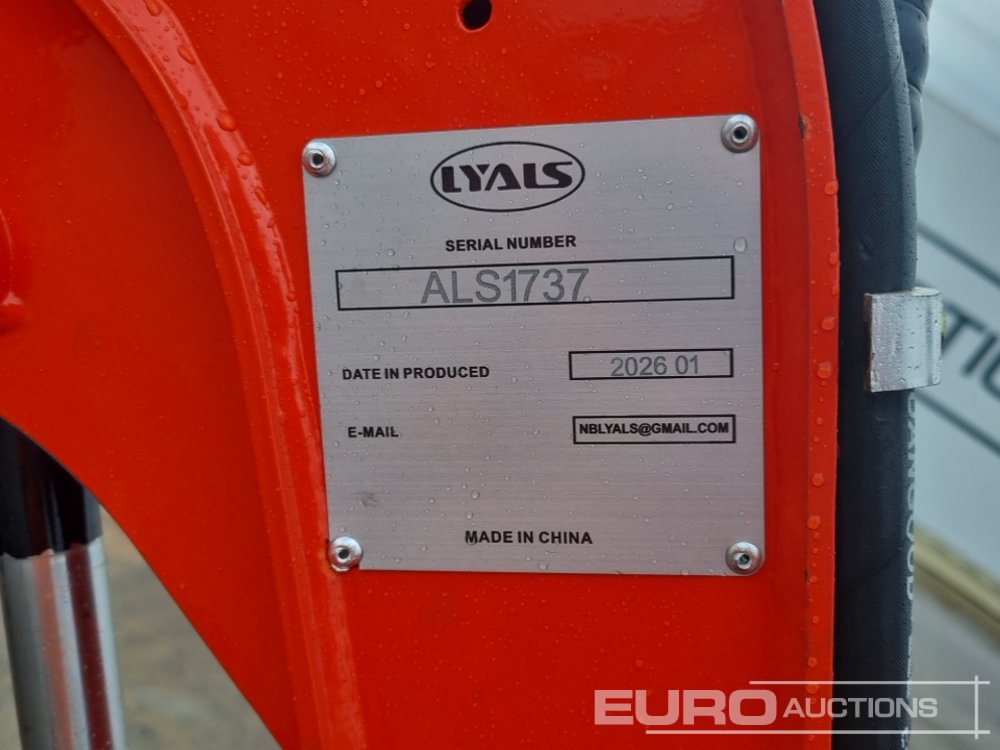 LYALS
SERIAL NUMBER
ALS1737
DATE IN PRODUCED
2026 01
E-MAIL
NBLYALS@GMAIL.COM
MADE IN CHINA
EURO AUCTIONS